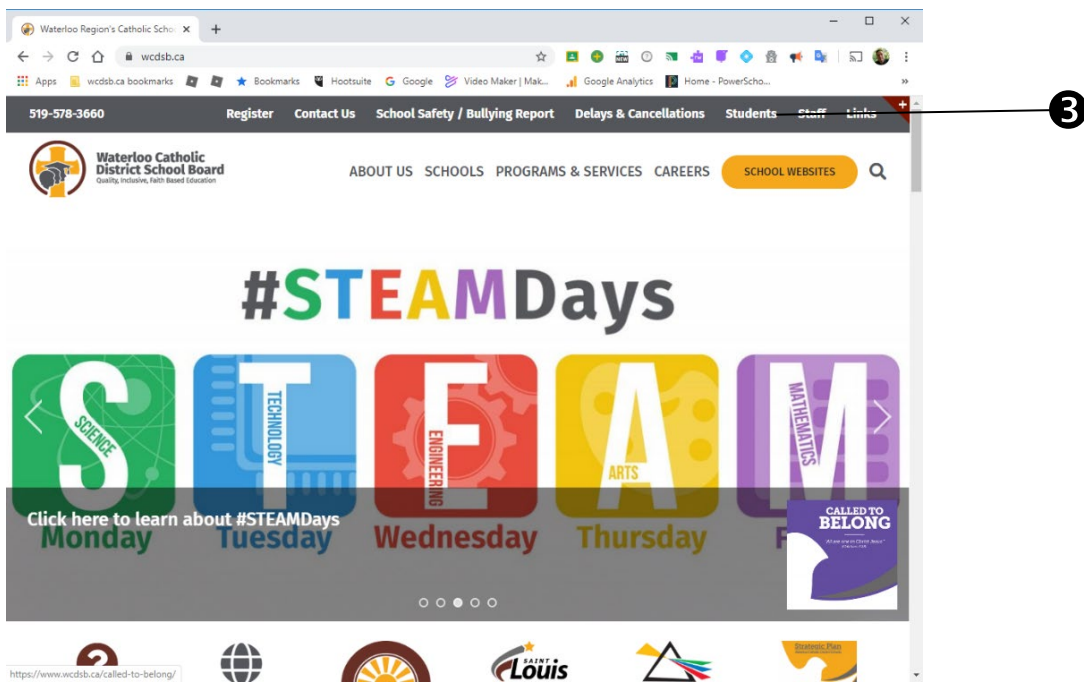 Waterloo Region's Catholic Scho
wcdsb.ca
Apps wcdsb.ca bookmarks Bookmarks Hootsuite Google Video Maker | Mak... Google Analytics Home - PowerScho...
519-578-3660 Register Contact Us School Safety / Bullying Report Delays & Cancellations Students Staff Links
3
Waterloo Catholic
District School Board
Quality, Inclusive, Faith Based Education
ABOUT US SCHOOLS PROGRAMS & SERVICES CAREERS SCHOOL WEBSITES
#STEAMDays
S T E A M
SCIENCE TECHNOLOGY ENGINEERING ARTS MATHEMATICS
Click here to learn about #STEAMDays
Monday Tuesday Wednesday Thursday F
CALLED TO
BELONG
SAINT
Louis
Strategic Plan
https://www.wcdsb.ca/called-to-belong/